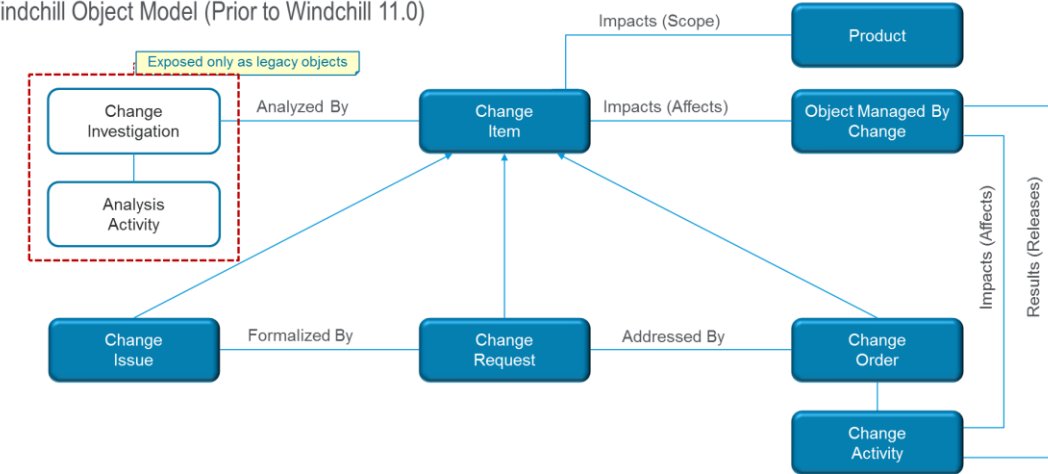 indchill Object Model (Prior to Windchill 11.0)
Impacts (Scope)
Product
Exposed only as legacy objects
Change
Investigation
Analyzed By
Change
Item
Impacts (Affects)
Object Managed By
Change
Analysis
Activity
Impacts (Affects)
Results (Releases)
Change
Issue
Formalized By
Change
Request
Addressed By
Change
Order
Change
Activity